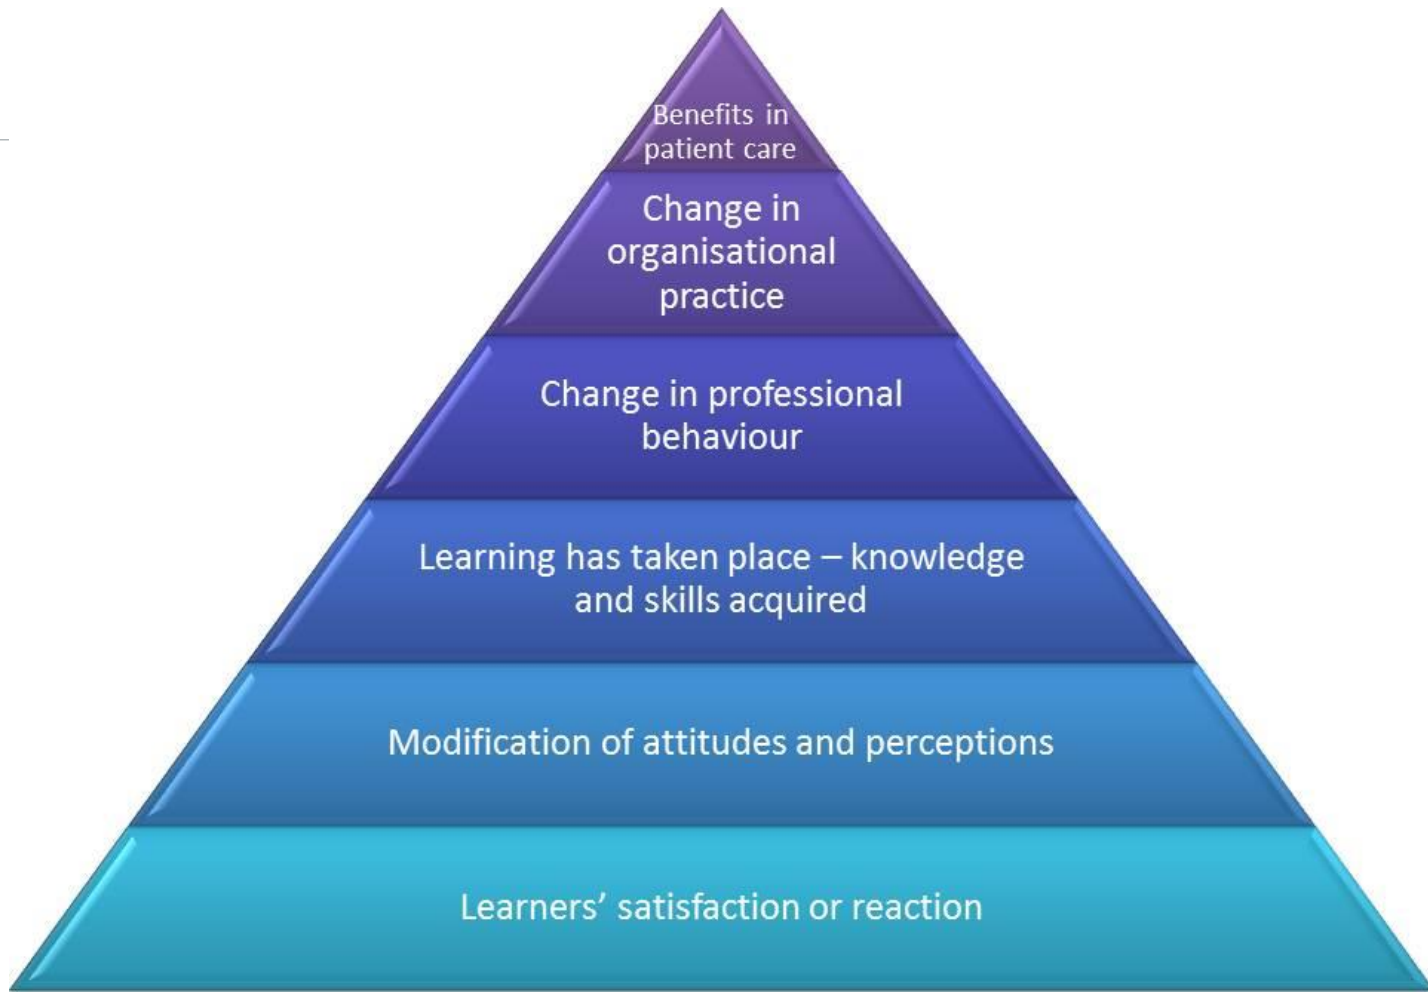 Benefits in
patient care
Change in
organisational
practice
Change in professional
behaviour
Learning has taken place – knowledge
and skills acquired
Modification of attitudes and perceptions
Learners’ satisfaction or reaction